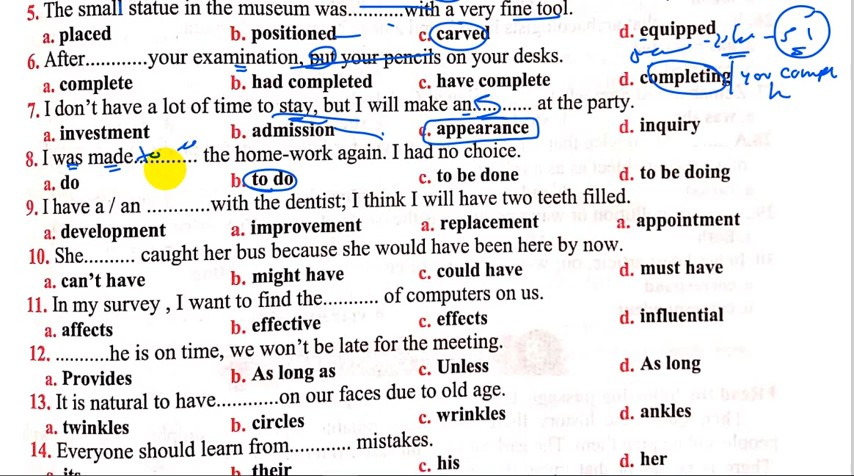 5. The small statue in the museum was...........with a very fine tool.
a. placed b. positioned c. carved d. equipped
6. After............your examination, put your pencils on your desks.
a. complete b. had completed c. have complete d. completing
7. I don't have a lot of time to stay, but I will make an........... at the party.
a. investment b. admission c. appearance d. inquiry
8. I was made........... the home-work again. I had no choice.
a. do b. to do c. to be done d. to be doing
9. I have a / an ............with the dentist; I think I will have two teeth filled.
a. development a. improvement a. replacement a. appointment
10. She.......... caught her bus because she would have been here by now.
a. can't have b. might have c. could have d. must have
11. In my survey , I want to find the........... of computers on us.
a. affects b. effective c. effects d. influential
12. ..........he is on time, we won't be late for the meeting.
a. Provides b. As long as c. Unless d. As long
13. It is natural to have............on our faces due to old age.
a. twinkles b. circles c. wrinkles d. ankles
14. Everyone should learn from............ mistakes.
a. its b. their c. his d. her